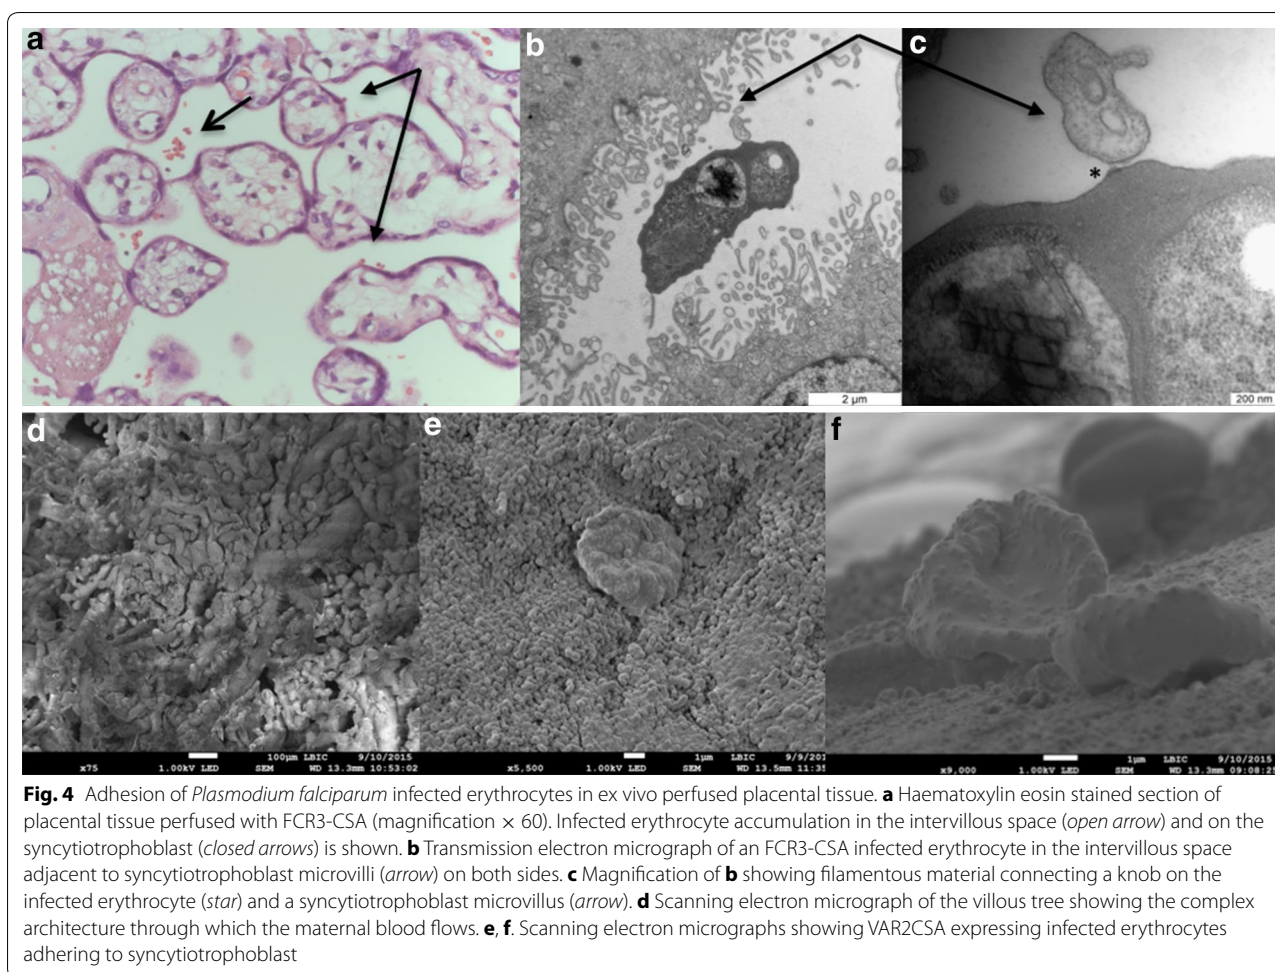 a
b
c
*
2 µm
200 nm
d
e
f
100µm LBIC 9/10/2015
x75 1.00kV LED SEM WD 13.3mm 10:53:02
1µm LBIC 9/9/201
x5,500 1.00kV LED SEM WD 13.5mm 11:35
1µm LBIC 9/10/2015
x9,000 1.00kV LED SEM WD 13.3mm 09:08:25
Fig. 4 Adhesion of Plasmodium falciparum infected erythrocytes in ex vivo perfused placental tissue. a Haematoxylin eosin stained section of
placental tissue perfused with FCR3-CSA (magnification × 60). Infected erythrocyte accumulation in the intervillous space (open arrow) and on the
syncytiotrophoblast (closed arrows) is shown. b Transmission electron micrograph of an FCR3-CSA infected erythrocyte in the intervillous space
adjacent to syncytiotrophoblast microvilli (arrow) on both sides. c Magnification of b showing filamentous material connecting a knob on the
infected erythrocyte (star) and a syncytiotrophoblast microvillus (arrow). d Scanning electron micrograph of the villous tree showing the complex
architecture through which the maternal blood flows. e, f. Scanning electron micrographs showing VAR2CSA expressing infected erythrocytes
adhering to syncytiotrophoblast